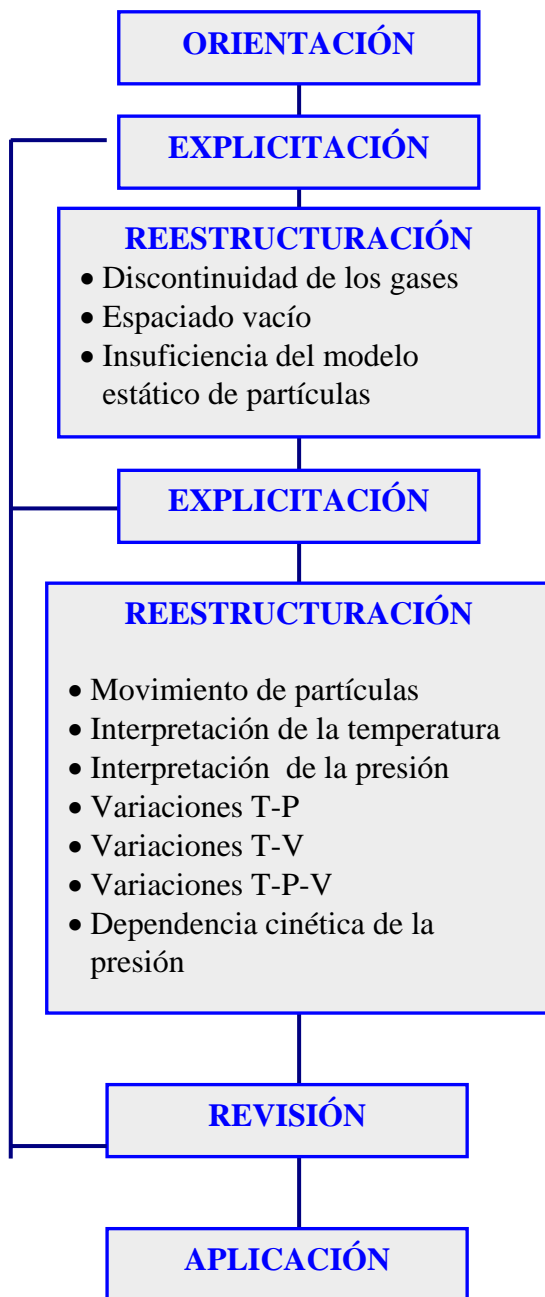 ORIENTACIÓN
EXPLICITACIÓN
REESTRUCTURACIÓN
• Discontinuidad de los gases
• Espaciado vacío
• Insuficiencia del modelo
estático de partículas
EXPLICITACIÓN
REESTRUCTURACIÓN
• Movimiento de partículas
• Interpretación de la temperatura
• Interpretación de la presión
• Variaciones T-P
• Variaciones T-V
• Variaciones T-P-V
• Dependencia cinética de la
presión
REVISIÓN
APLICACIÓN